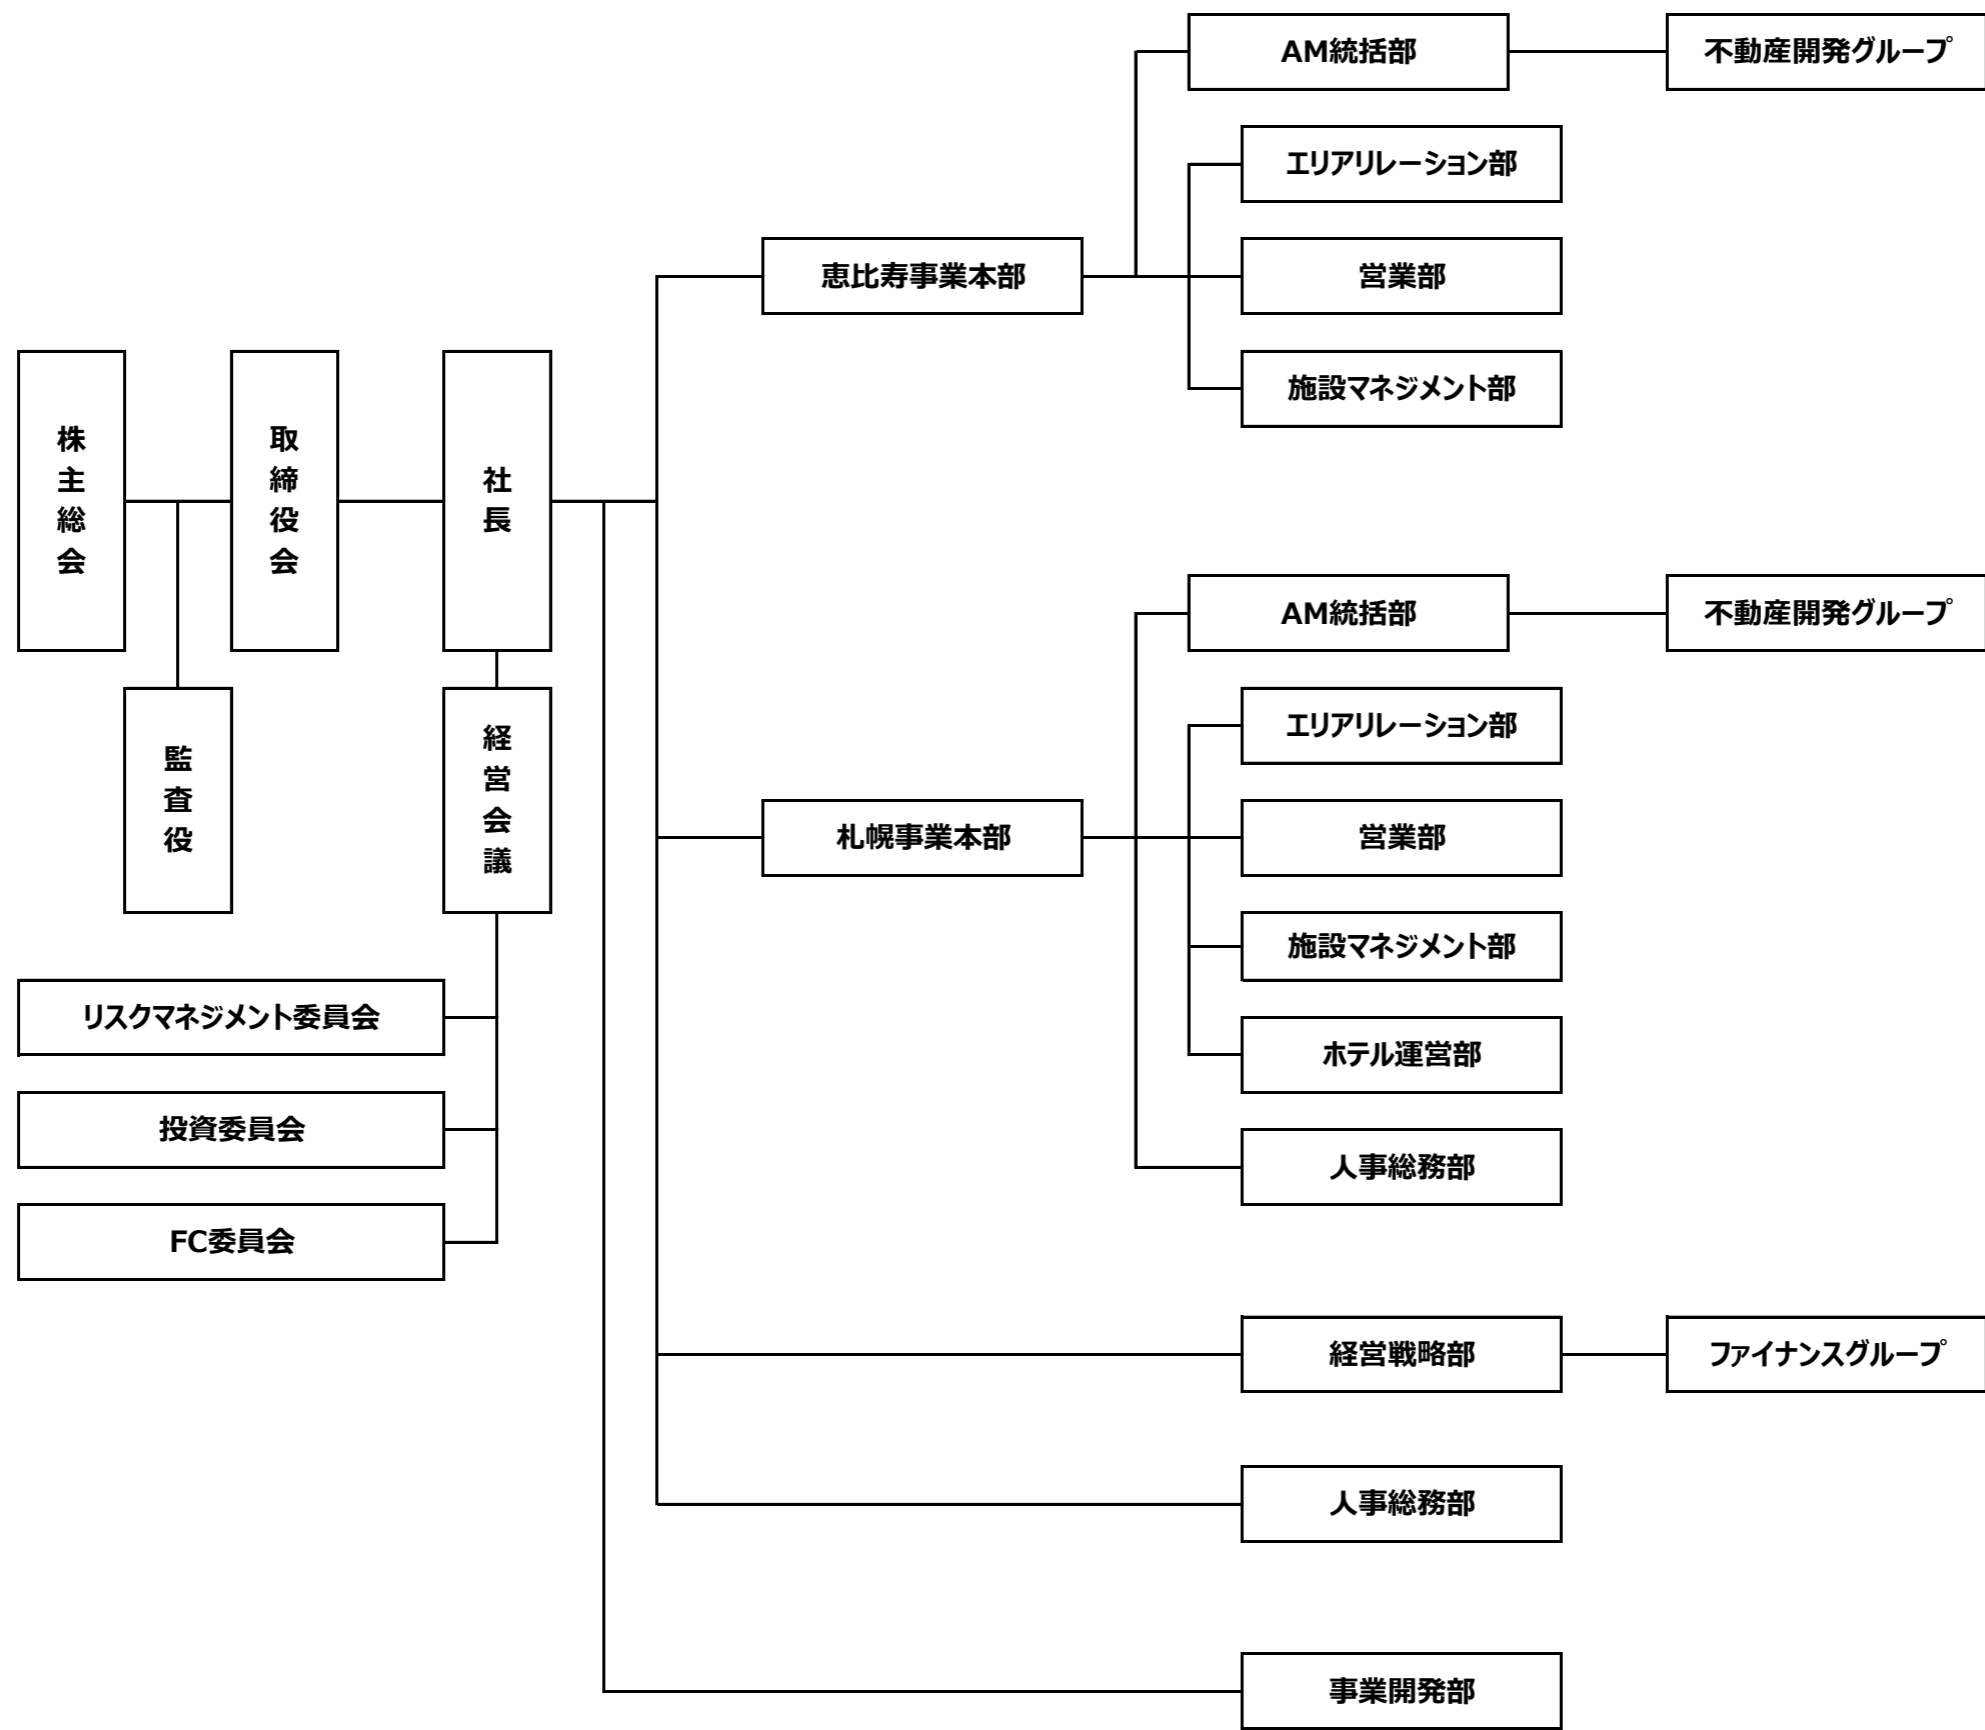 株主総会
取締役会
社長
監査役
経営会議
リスクマネジメント委員会
投資委員会
FC委員会
恵比寿事業本部
AM統括部
不動産開発グループ
エリアリレーション部
営業部
施設マネジメント部
札幌事業本部
AM統括部
不動産開発グループ
エリアリレーション部
営業部
施設マネジメント部
ホテル運営部
人事総務部
経営戦略部
ファイナンスグループ
人事総務部
事業開発部